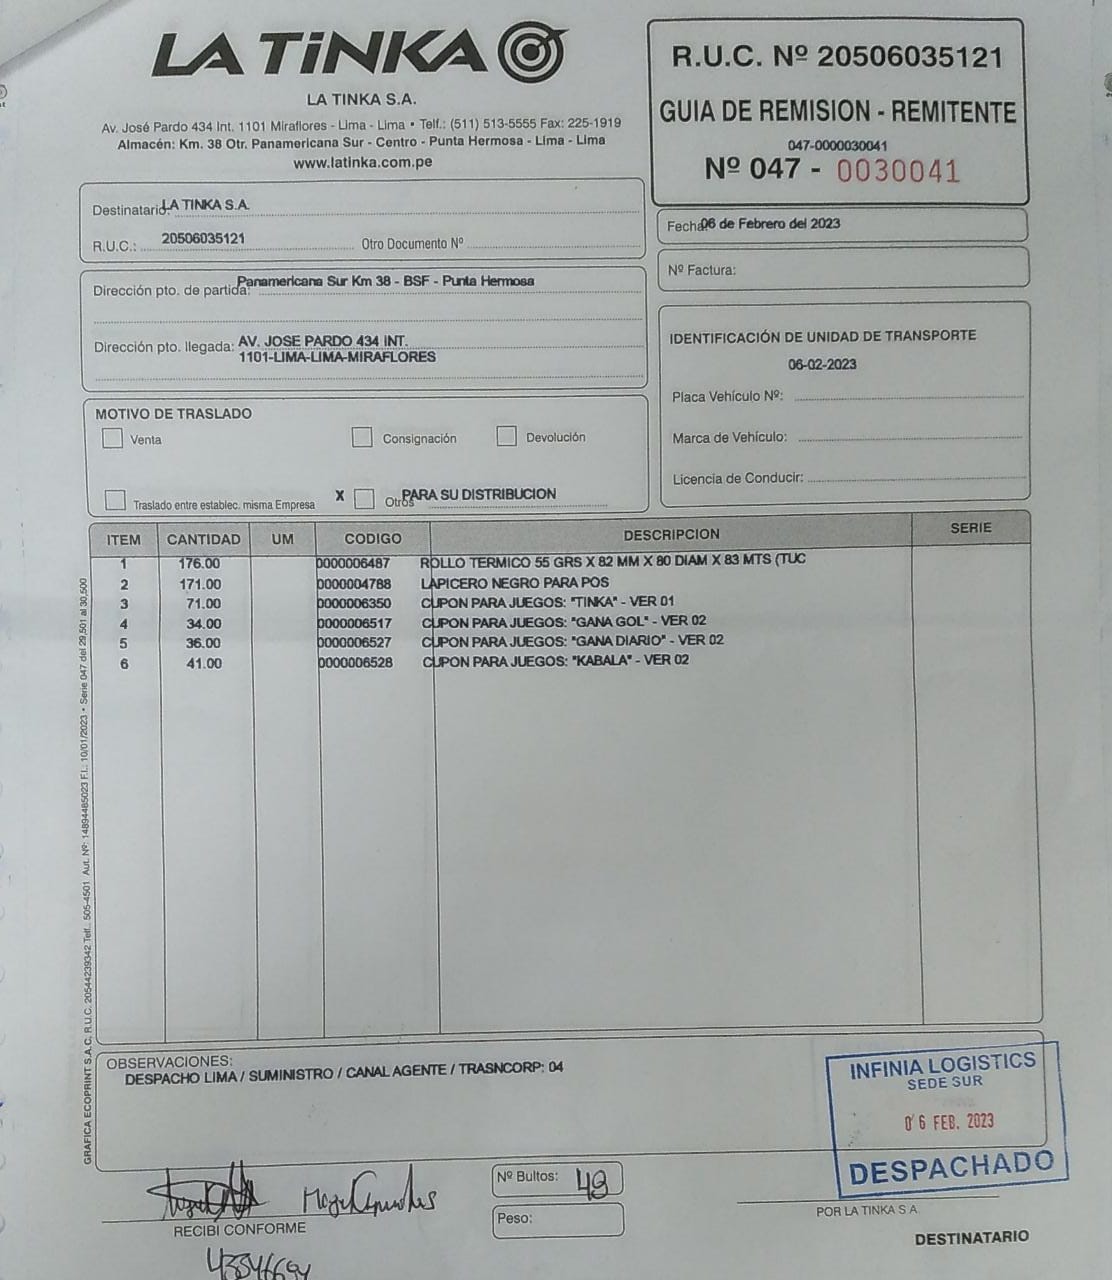 LA TiNKA
LA TINKA S.A.
Av. José Pardo 434 Int. 1101 Miraflores - Lima - Lima • Telf.: (511) 513-5555 Fax: 225-1919
Almacén: Km. 38 Otr. Panamericana Sur - Centro - Punta Hermosa - Lima - Lima
www.latinka.com.pe
R.U.C. Nº 20506035121
GUIA DE REMISION - REMITENTE
047-0000030041
Nº 047 - 0030041
Destinatario: LA TINKA S.A.
R.U.C.: 20506035121 Otro Documento Nº
Fecha: 06 de Febrero del 2023
Nº Factura:
Dirección pto. de partida: Panamericana Sur Km 38 - BSF - Punta Hermosa
Dirección pto. llegada: AV. JOSE PARDO 434 INT.
1101-LIMA-LIMA-MIRAFLORES
IDENTIFICACIÓN DE UNIDAD DE TRANSPORTE
06-02-2023
Placa Vehículo Nº:
Marca de Vehículo:
Licencia de Conducir:
MOTIVO DE TRASLADO
Venta Consignación Devolución
Traslado entre establec. misma Empresa X Otros PARA SU DISTRIBUCION
ITEM CANTIDAD UM CODIGO DESCRIPCION SERIE
1 176.00 0000006487 ROLLO TERMICO 55 GRS X 82 MM X 80 DIAM X 83 MTS (TUC
2 171.00 0000004788 LAPICERO NEGRO PARA POS
3 71.00 0000006350 CUPON PARA JUEGOS: "TINKA" - VER 01
4 34.00 0000006517 CUPON PARA JUEGOS: "GANA GOL" - VER 02
5 36.00 0000006527 CUPON PARA JUEGOS: "GANA DIARIO" - VER 02
6 41.00 0000006528 CUPON PARA JUEGOS: "KABALA" - VER 02
GRAFICA ECOPRINT S.A.C. R.U.C. 20544239342 Telf.: 505-4501 Aut. Nº: 14894485023 F.I.: 10/01/2023 • Serie 047 del 29,501 al 30,500
OBSERVACIONES:
DESPACHO LIMA / SUMINISTRO / CANAL AGENTE / TRASNCORP: 04
INFINIA LOGISTICS
SEDE SUR
06 FEB. 2023
DESPACHADO
RECIBI CONFORME
Nº Bultos: 48
Peso:
POR LA TINKA S.A.
DESTINATARIO